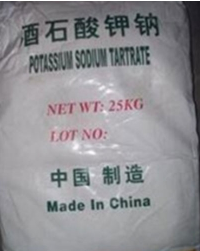 酒石酸钾钠
POTASSIUM SODIUM TARTRATE
NET WT: 25KG
LOT NO:
中国 制造
Made In China